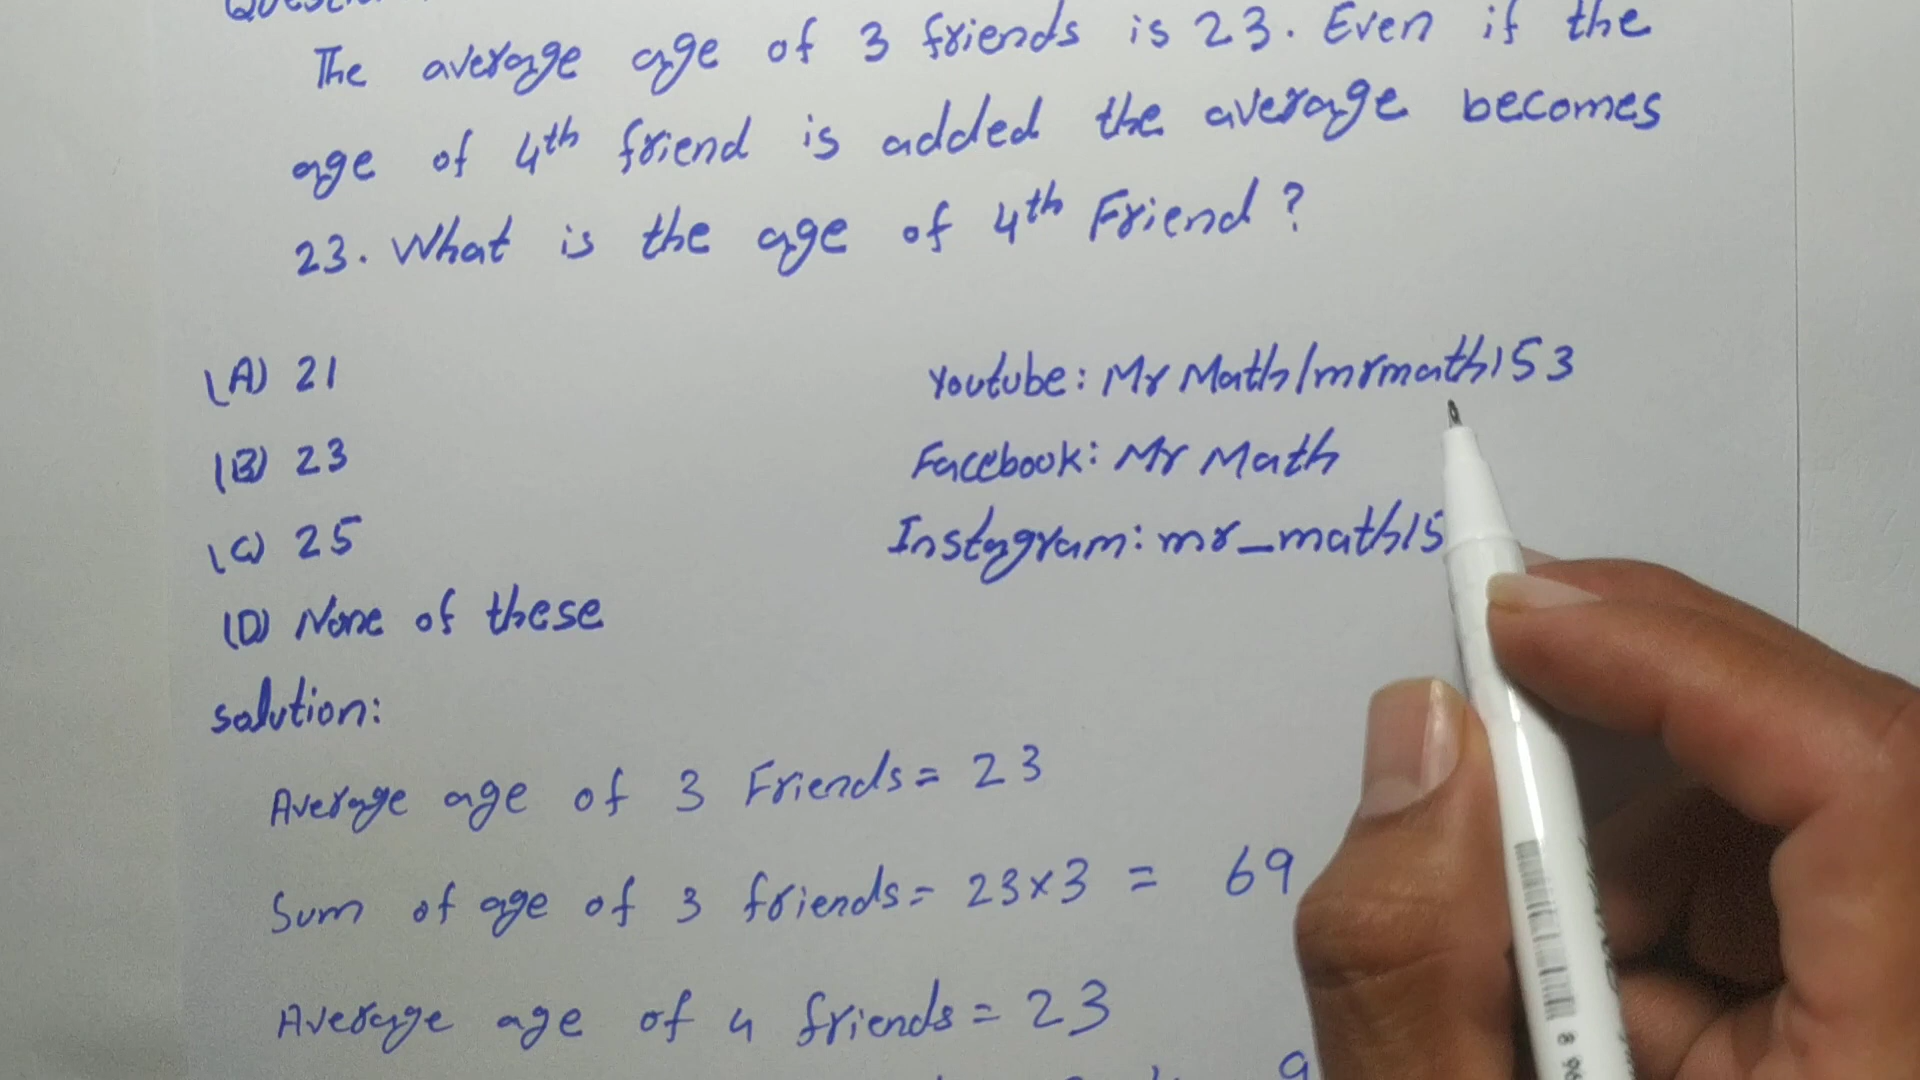 The average age of 3 friends is 23. Even if the
age of 4th friend is added the average becomes
23. What is the age of 4th Friend?
(A) 21
(B) 23
(C) 25
(D) None of these
Youtube: Mr Math/mrmath153
Facebook: Mr Math
Instagram: mr_math15
solution:
Average age of 3 Friends = 23
Sum of age of 3 friends = 23x3 = 69
Average age of 4 friends = 23